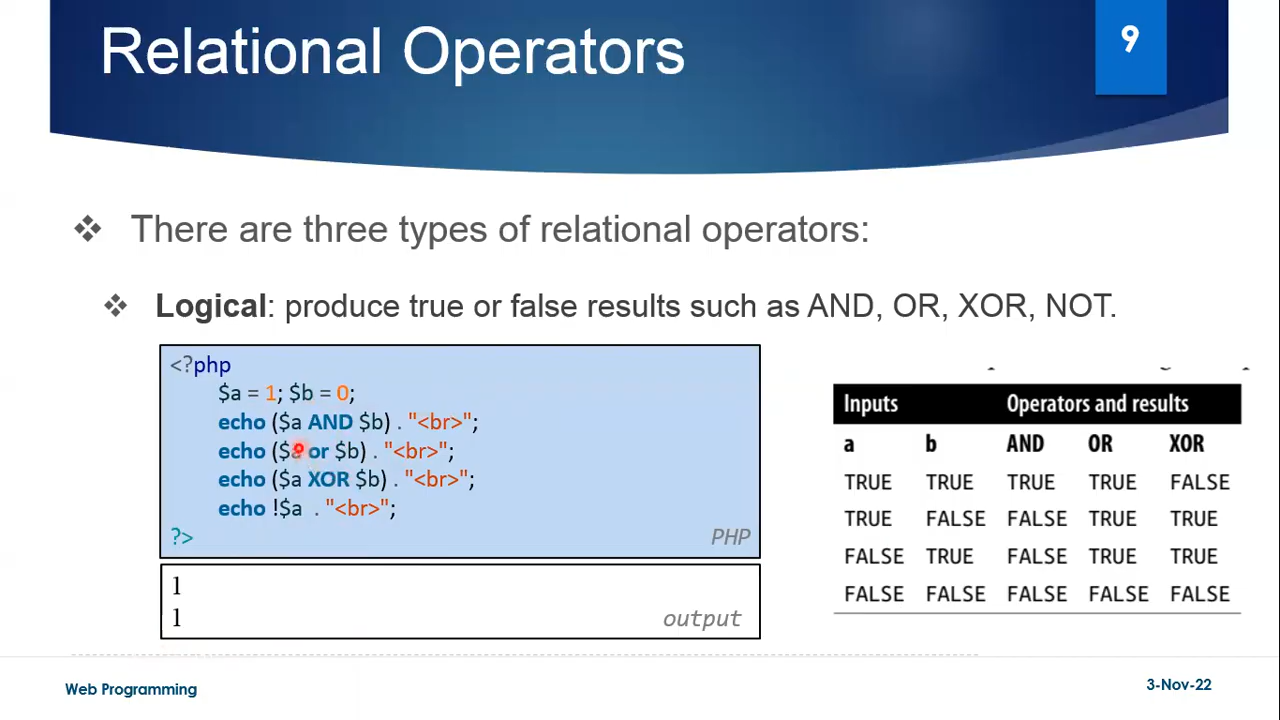 Relational Operators
9
There are three types of relational operators:
Logical: produce true or false results such as AND, OR, XOR, NOT.
<?php
$a = 1; $b = 0;
echo ($a AND $b) . "<br>";
echo ($a or $b) . "<br>";
echo ($a XOR $b) . "<br>";
echo !$a . "<br>";
?>
PHP
1
1
output
Inputs Operators and results
a b AND OR XOR
TRUE TRUE TRUE TRUE FALSE
TRUE FALSE FALSE TRUE TRUE
FALSE TRUE FALSE TRUE TRUE
FALSE FALSE FALSE FALSE FALSE
Web Programming
3-Nov-22